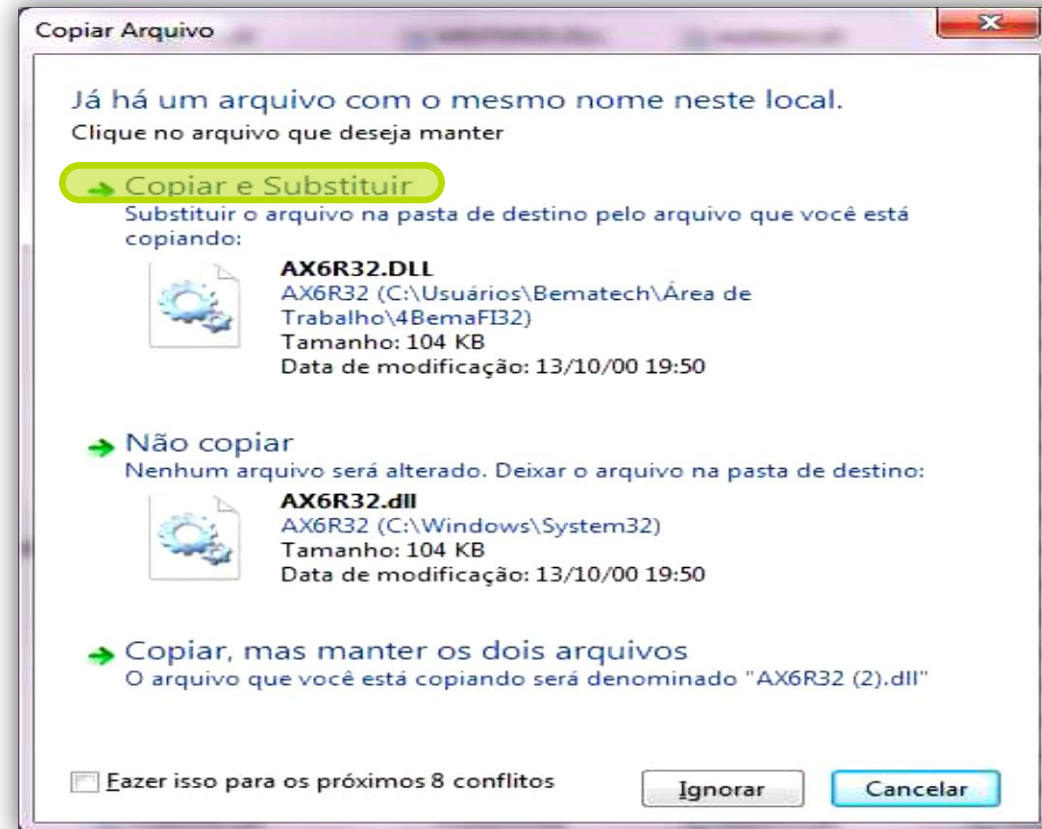 Copiar Arquivo
Já há um arquivo com o mesmo nome neste local.
Clique no arquivo que deseja manter
Copiar e Substituir
Substituir o arquivo na pasta de destino pelo arquivo que você está
copiando:
AX6R32.DLL
AX6R32 (C:\Usuários\Bematech\Área de
Trabalho\4BemaFI32)
Tamanho: 104 KB
Data de modificação: 13/10/00 19:50
Não copiar
Nenhum arquivo será alterado. Deixar o arquivo na pasta de destino:
AX6R32.dll
AX6R32 (C:\Windows\System32)
Tamanho: 104 KB
Data de modificação: 13/10/00 19:50
Copiar, mas manter os dois arquivos
O arquivo que você está copiando será denominado "AX6R32 (2).dll"
Fazer isso para os próximos 8 conflitos
Ignorar
Cancelar